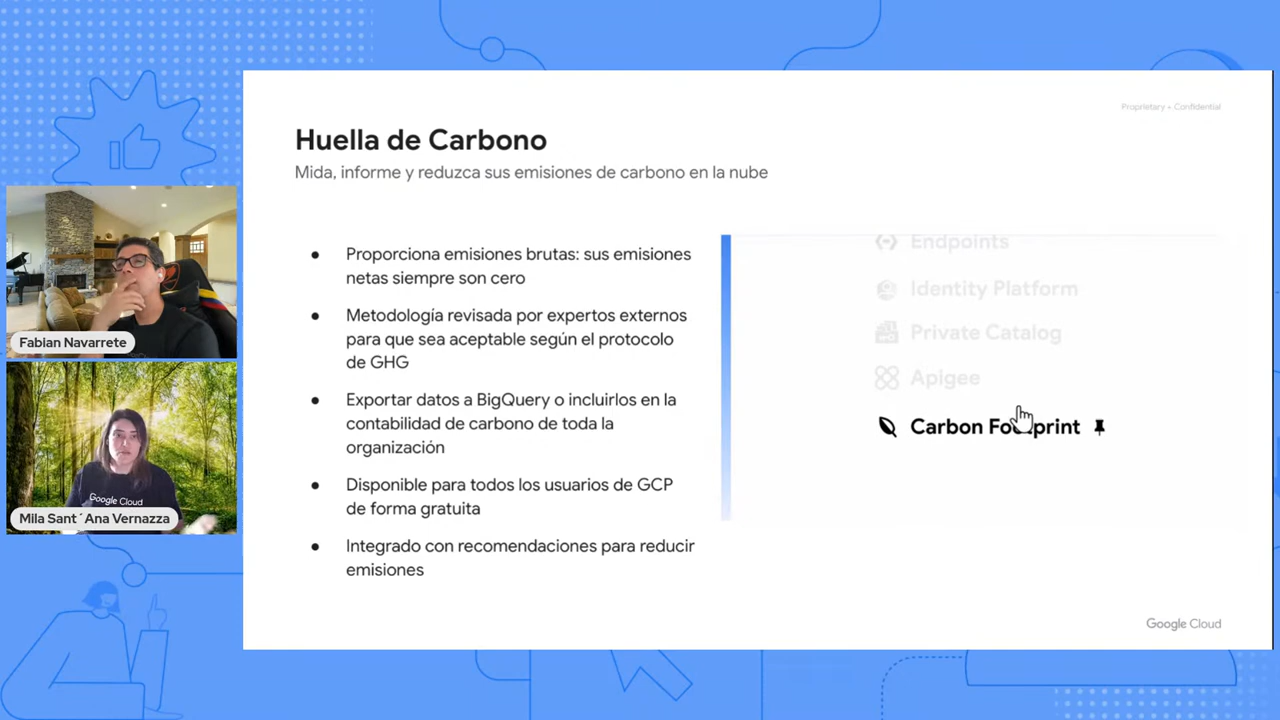 Proprietary + Confidential
Huella de Carbono
Mida, informe y reduzca sus emisiones de carbono en la nube
● Proporciona emisiones brutas: sus emisiones
netas siempre son cero
● Metodología revisada por expertos externos
para que sea aceptable según el protocolo
de GHG
● Exportar datos a BigQuery o incluirlos en la
contabilidad de carbono de toda la
organización
● Disponible para todos los usuarios de GCP
de forma gratuita
● Integrado con recomendaciones para reducir
emisiones
Endpoints
Identity Platform
Private Catalog
Apigee
Carbon Footprint
Google Cloud
Fabian Navarrete
Google Cloud
Mila Sant´Ana Vernazza